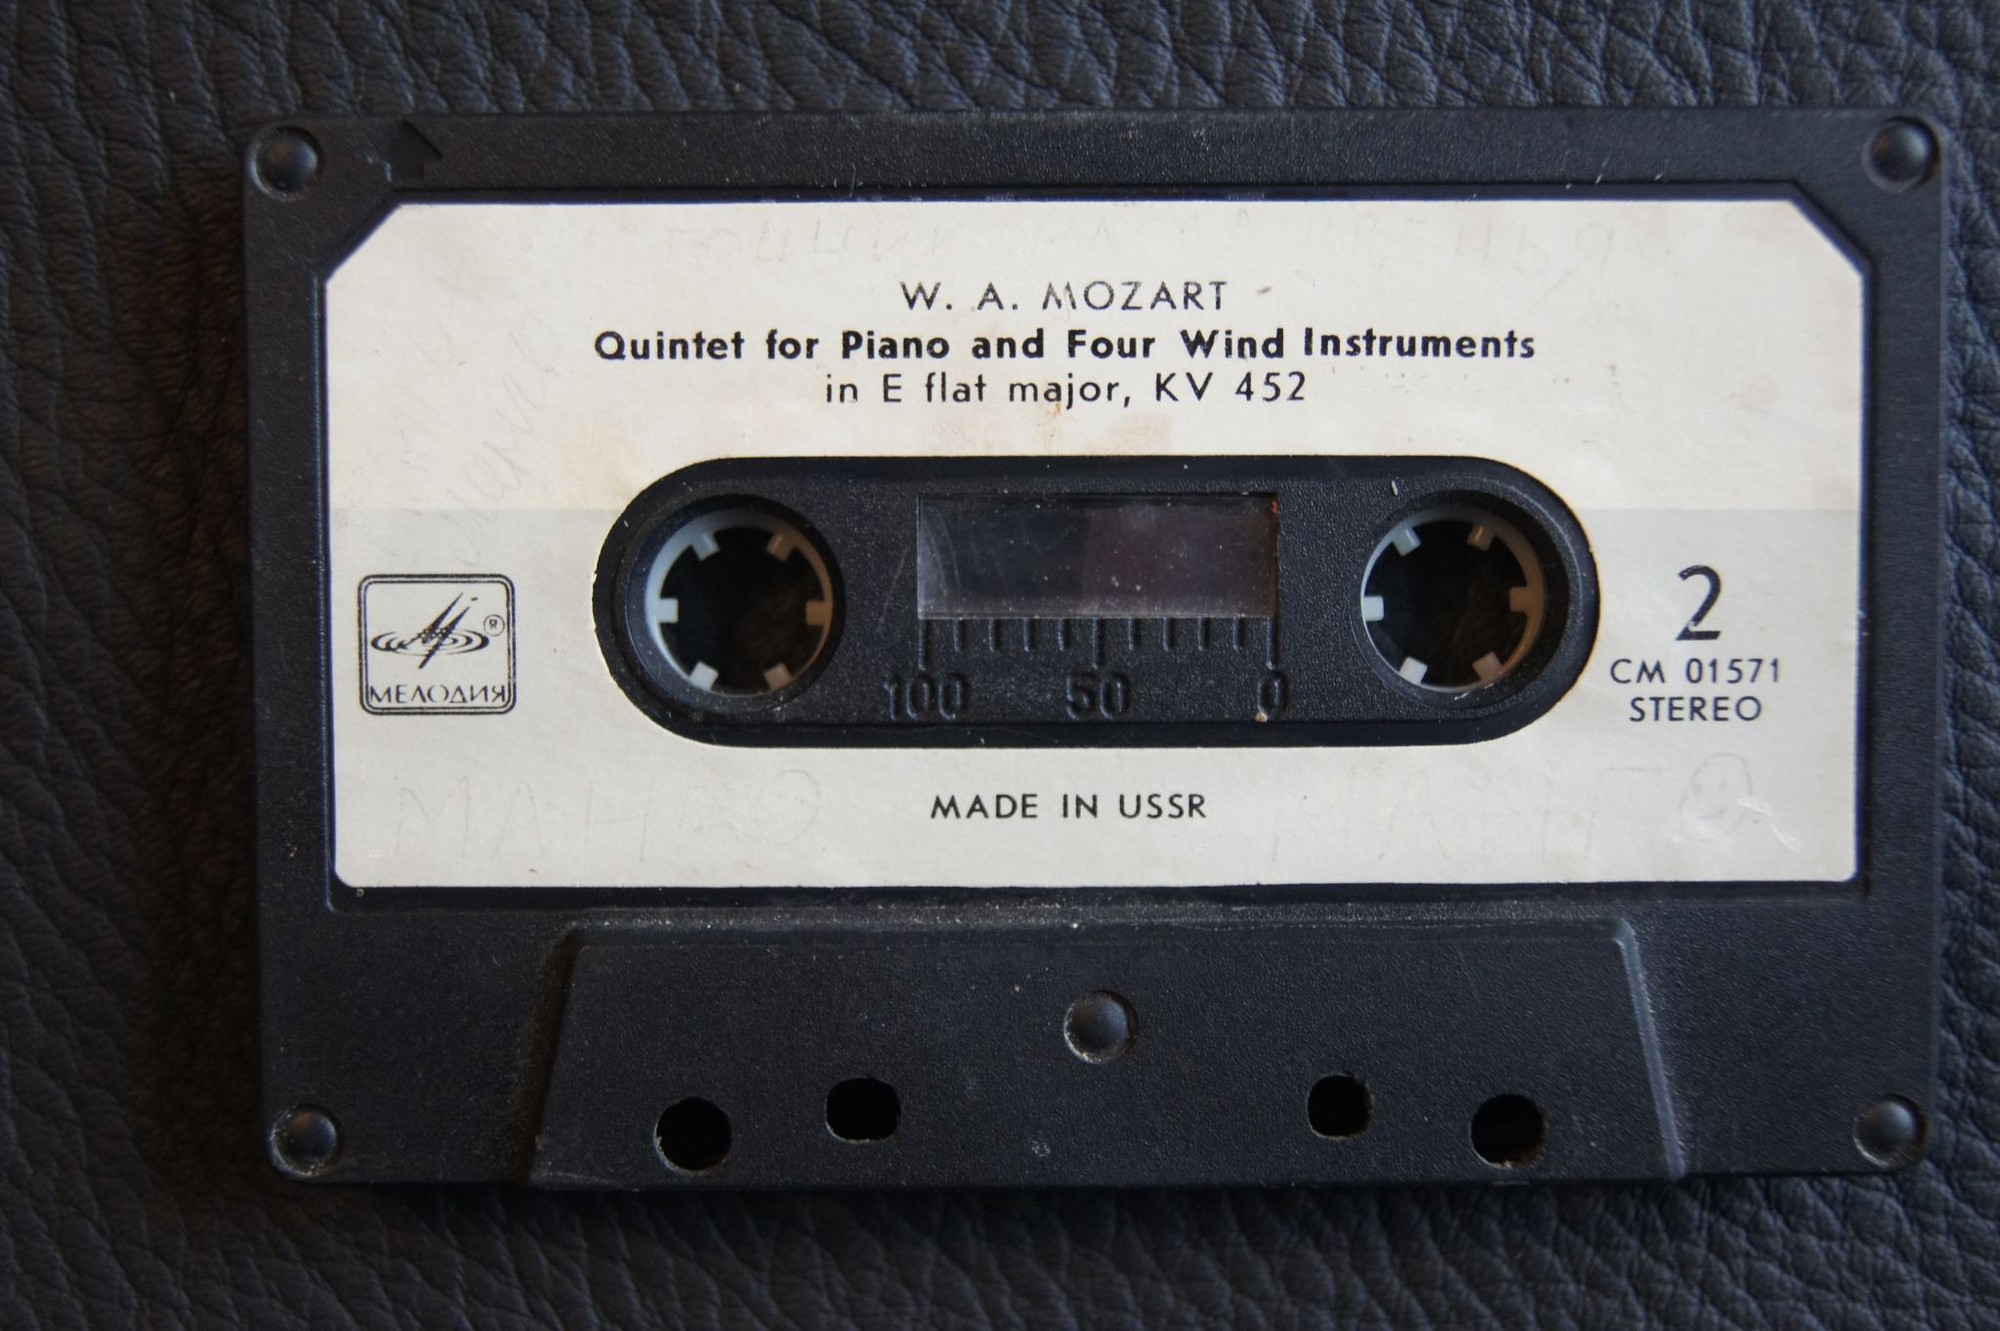 W. A. MOZART
Quintet for Piano and Four Wind Instruments
in E flat major, KV 452
®
МЕЛОДИЯ
100 50 0
2
CM 01571
STEREO
MADE IN USSR